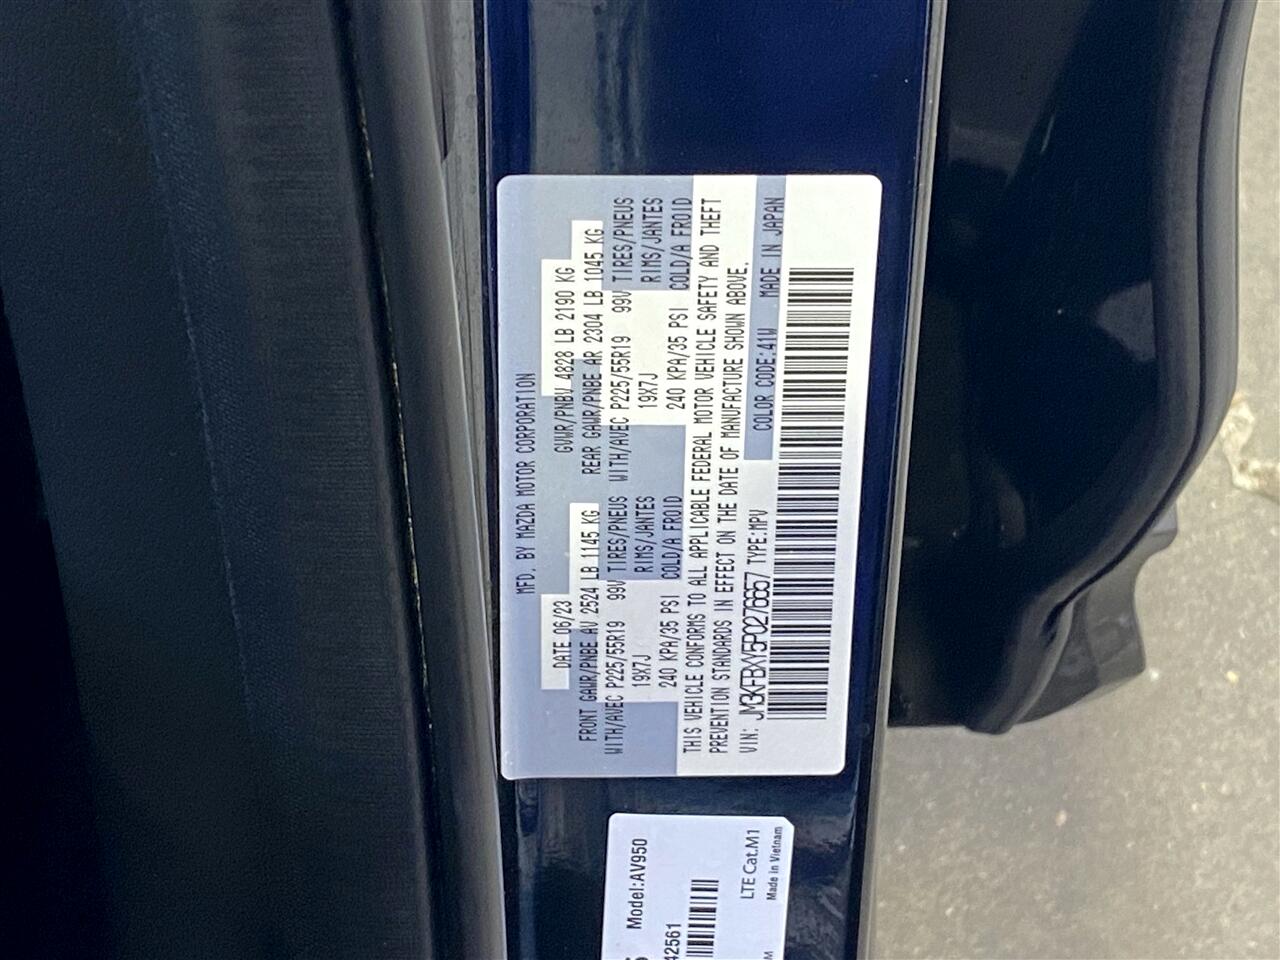 MFD. BY MAZDA MOTOR CORPORATION
DATE 06/23 GVWR/PNBV 4828 LB 2190 KG
FRONT GAWR/PNBE AV 2524 LB 1145 KG REAR GAWR/PNBE AR 2304 LB 1045 KG
WITH/AVEC P225/55R19 99V TIRES/PNEUS WITH/AVEC P225/55R19 99V TIRES/PNEUS
19X7J RIMS/JANTES 19X7J RIMS/JANTES
240 KPA/35 PSI COLD/A FROID 240 KPA/35 PSI COLD/A FROID
THIS VEHICLE CONFORMS TO ALL APPLICABLE FEDERAL MOTOR VEHICLE SAFETY AND THEFT
PREVENTION STANDARDS IN EFFECT ON THE DATE OF MANUFACTURE SHOWN ABOVE.
VIN: JM3KFBXY5P0276657 TYPE:MPV COLOR CODE:41W MADE IN JAPAN
Model:AV950
42561
LTE Cat.M1
Made in Vietnam